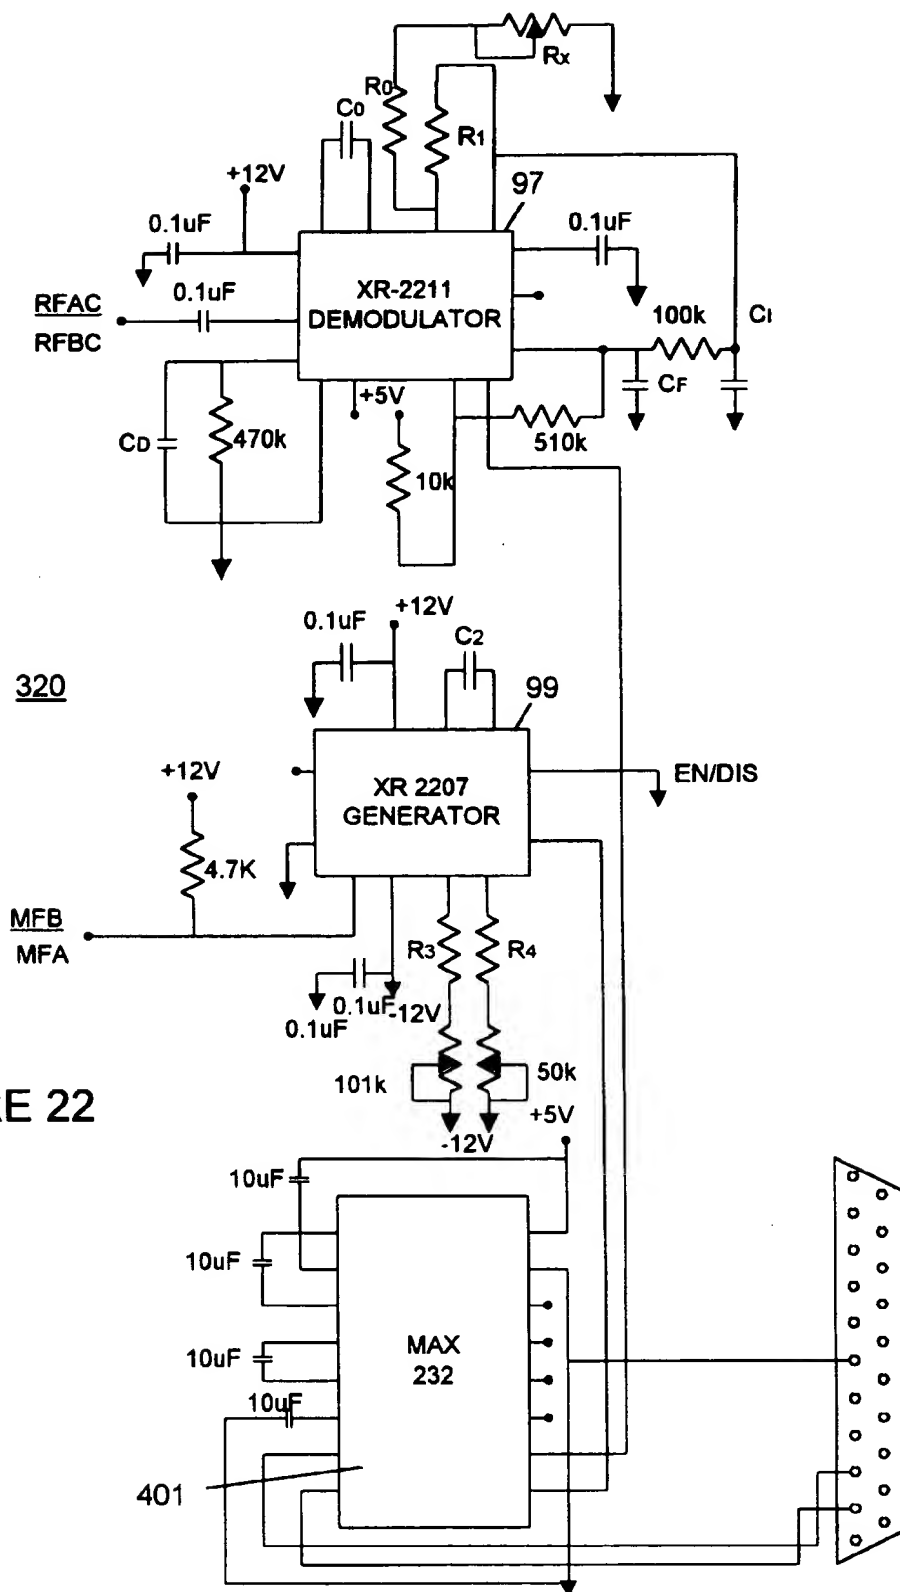 Rx
R0
C0
R1
+12V
97
0.1uF
0.1uF
RFAC
RFBC
0.1uF
XR-2211
DEMODULATOR
100k
CI
+5V
CF
CD
470k
510k
10k
+12V
0.1uF
C2
320
99
+12V
XR 2207
GENERATOR
EN/DIS
4.7K
MFB
MFA
R3
R4
0.1uF
-12V
0.1uF
101k
50k
E 22
+5V
-12V
10uF
10uF
MAX
232
10uF
10uF
401